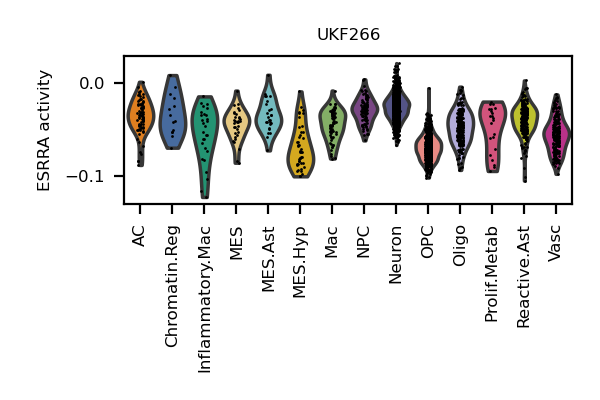 UKF266
ESRRA activity
0.0
−0.1
AC
Chromatin.Reg
Inflammatory.Mac
MES
MES.Ast
MES.Hyp
Mac
NPC
Neuron
OPC
Oligo
Prolif.Metab
Reactive.Ast
Vasc